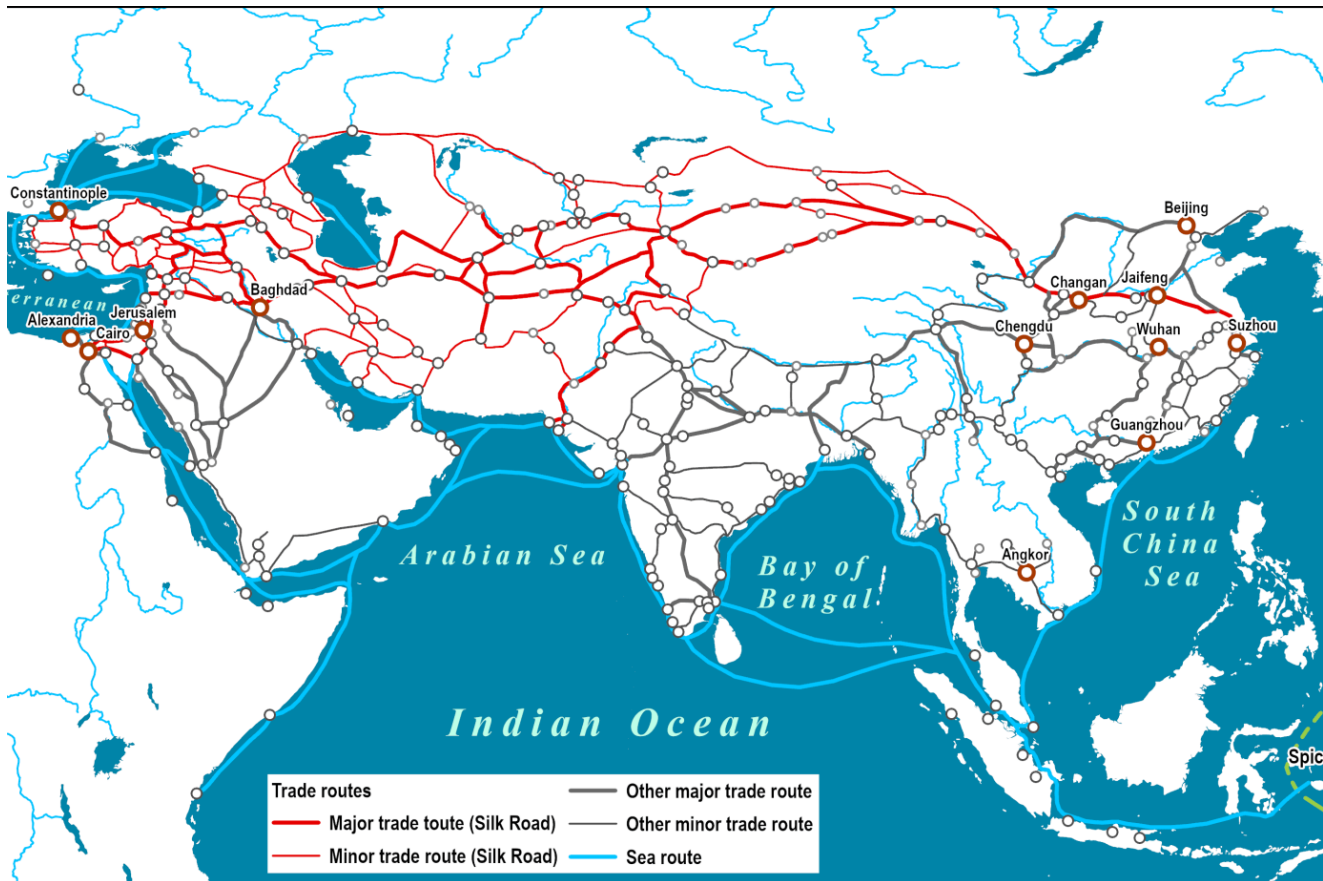 Constantinople
Beijing
Baghdad
Changan
Jaifeng
erranean
Jerusalem
Alexandria
Cairo
Chengdu
Wuhan
Suzhou
Guangzhou
South
China
Sea
Arabian Sea
Bay of
Bengal
Angkor
Indian Ocean
Spic
Trade routes
Major trade toute (Silk Road)
Minor trade route (Silk Road)
Other major trade route
Other minor trade route
Sea route